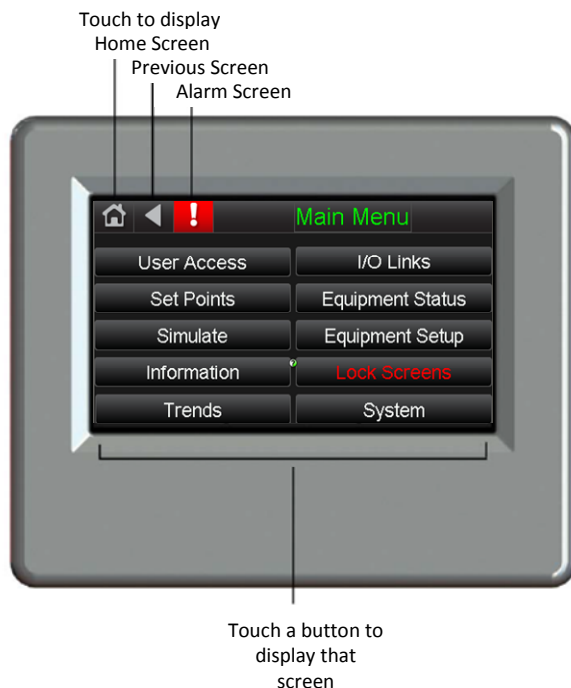 Touch to display
Home Screen
Previous Screen
Alarm Screen
!
Main Menu
User Access
I/O Links
Set Points
Equipment Status
Simulate
Equipment Setup
Information
?
Lock Screens
Trends
System
Touch a button to
display that
screen